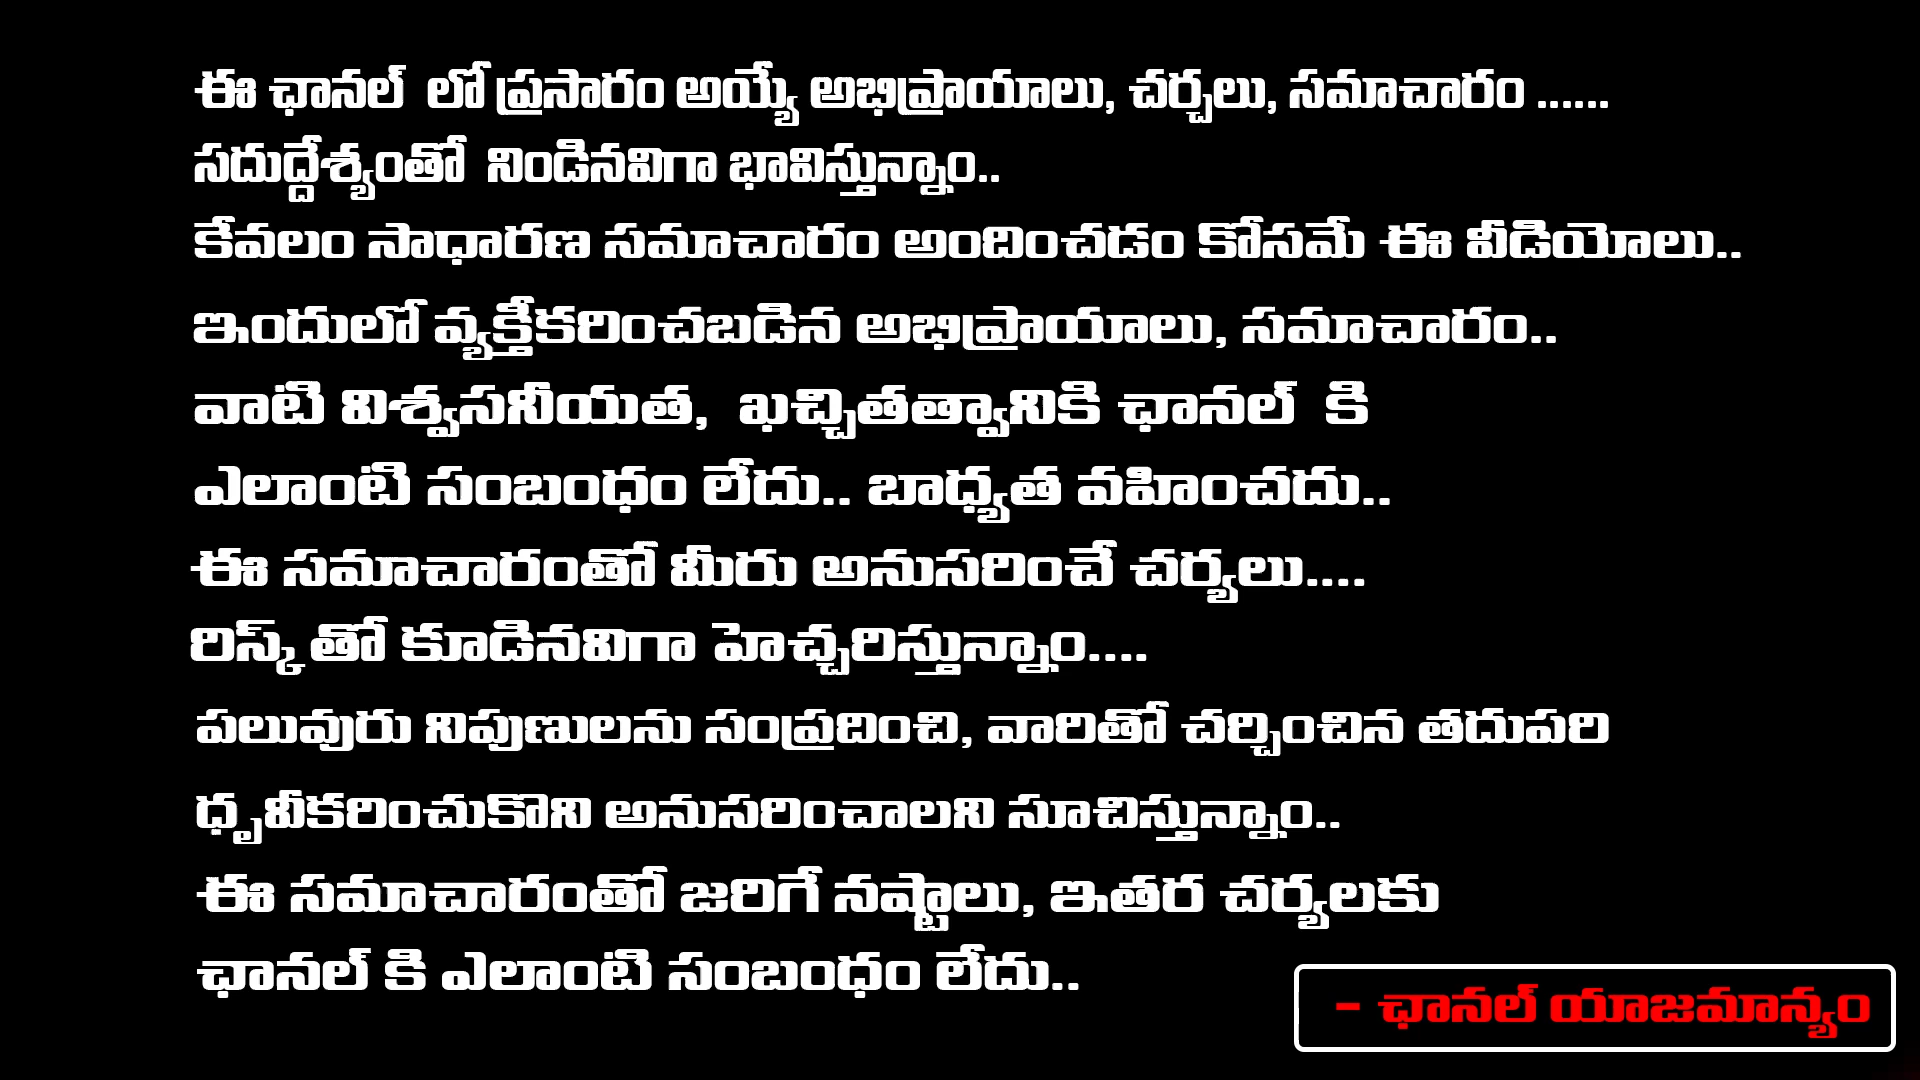 ఈ ఛానల్ లో ప్రసారం అయ్యే అభిప్రాయాలు, చర్చలు, సమాచారం ......
సదుద్దేశ్యంతో నిండినవిగా భావిస్తున్నాం..
కేవలం సాధారణ సమాచారం అందించడం కోసమే ఈ వీడియోలు..
ఇందులో వ్యక్తీకరించబడిన అభిప్రాయాలు, సమాచారం..
వాటి విశ్వసనీయత, ఖచ్చితత్వానికి ఛానల్ కి
ఎలాంటి సంబంధం లేదు.. బాధ్యత వహించదు..
ఈ సమాచారంతో మీరు అనుసరించే చర్యలు....
రిస్క్ తో కూడినవిగా హెచ్చరిస్తున్నాం....
పలువురు నిపుణులను సంప్రదించి, వారితో చర్చించిన తదుపరి
ధృవీకరించుకొని అనుసరించాలని సూచిస్తున్నాం..
ఈ సమాచారంతో జరిగే నష్టాలు, ఇతర చర్యలకు
ఛానల్ కి ఎలాంటి సంబంధం లేదు..
- ఛానల్ యాజమాన్యం